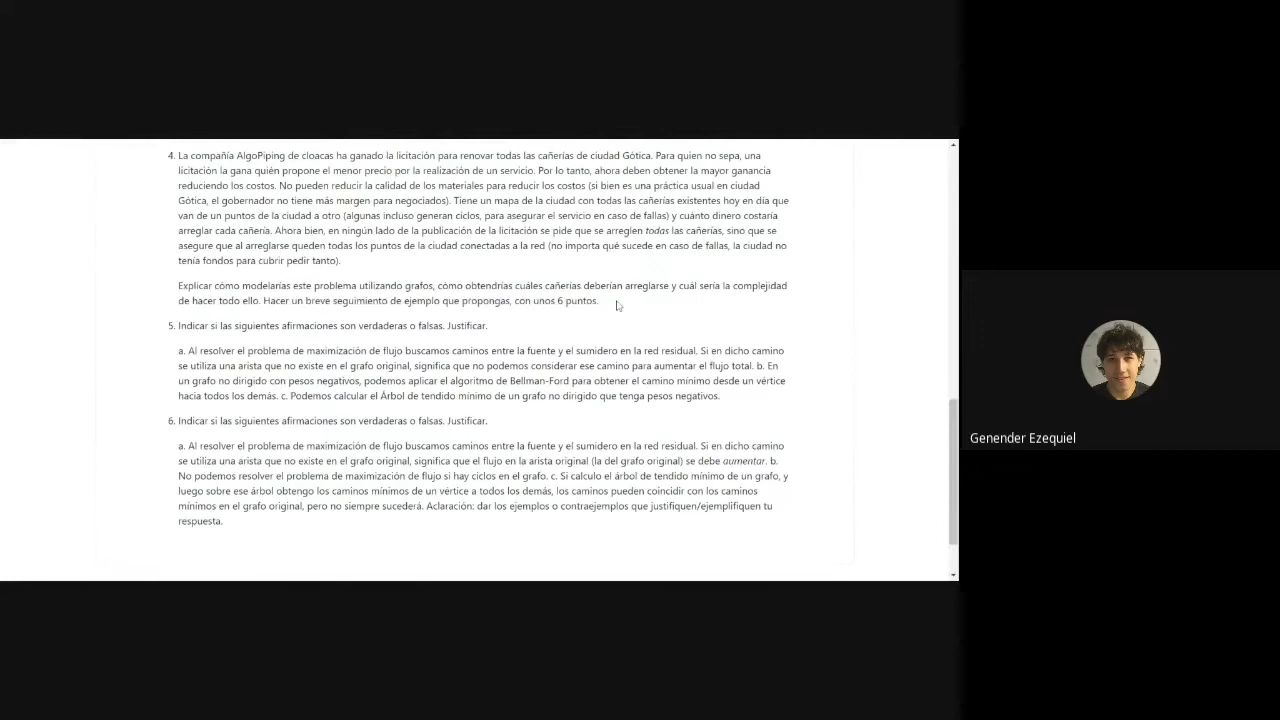 4. La compañía AlgoPiping de cloacas ha ganado la licitación para renovar todas las cañerías de ciudad Gótica. Para quien no sepa, una
licitación la gana quién propone el menor precio por la realización de un servicio. Por lo tanto, ahora deben obtener la mayor ganancia
reduciendo los costos. No pueden reducir la calidad de los materiales para reducir los costos (si bien es una práctica usual en ciudad
Gótica, el gobernador no tiene más margen para negociados). Tiene un mapa de la ciudad con todas las cañerías existentes hoy en día que
van de un puntos de la ciudad a otro (algunas incluso generan ciclos, para asegurar el servicio en caso de fallas) y cuánto dinero costaría
arreglar cada cañería. Ahora bien, en ningún lado de la publicación de la licitación se pide que se arreglen todas las cañerías, sino que se
asegure que al arreglarse queden todas los puntos de la ciudad conectadas a la red (no importa qué sucede en caso de fallas, la ciudad no
tenía fondos para cubrir pedir tanto).
Explicar cómo modelarías este problema utilizando grafos, cómo obtendrías cuáles cañerías deberían arreglarse y cuál sería la complejidad
de hacer todo ello. Hacer un breve seguimiento de ejemplo que propongas, con unos 6 puntos.
5. Indicar si las siguientes afirmaciones son verdaderas o falsas. Justificar.
a. Al resolver el problema de maximización de flujo buscamos caminos entre la fuente y el sumidero en la red residual. Si en dicho camino
se utiliza una arista que no existe en el grafo original, significa que no podemos considerar ese camino para aumentar el flujo total. b. En
un grafo no dirigido con pesos negativos, podemos aplicar el algoritmo de Bellman-Ford para obtener el camino mínimo desde un vértice
hacia todos los demás. c. Podemos calcular el Árbol de tendido mínimo de un grafo no dirigido que tenga pesos negativos.
6. Indicar si las siguientes afirmaciones son verdaderas o falsas. Justificar.
a. Al resolver el problema de maximización de flujo buscamos caminos entre la fuente y el sumidero en la red residual. Si en dicho camino
se utiliza una arista que no existe en el grafo original, significa que el flujo en la arista original (la del grafo original) se debe aumentar. b.
No podemos resolver el problema de maximización de flujo si hay ciclos en el grafo. c. Si calculo el árbol de tendido mínimo de un grafo, y
luego sobre ese árbol obtengo los caminos mínimos de un vértice a todos los demás, los caminos pueden coincidir con los caminos
mínimos en el grafo original, pero no siempre sucederá. Aclaración: dar los ejemplos o contraejemplos que justifiquen/ejemplifiquen tu
respuesta.
Genender Ezequiel